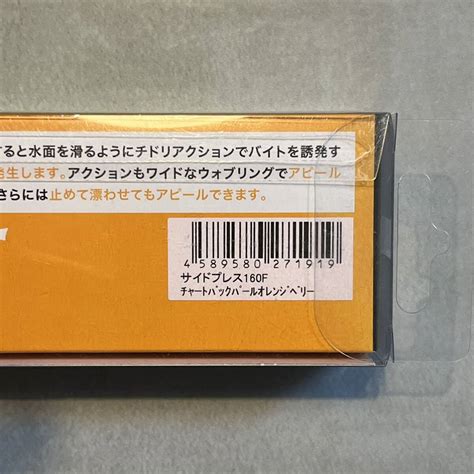 すると水面を滑るようにチドリアクションでバイトを誘発す
発生します。アクションもワイドなウォブリングでアピール
さらには止めて漂わせてもアピールできます。
4 589580 271919
サイドプレス160F
ﾁｬｰﾄﾊﾞｯｸﾊﾟｰﾙｵﾚﾝｼﾞﾍﾞﾘｰ